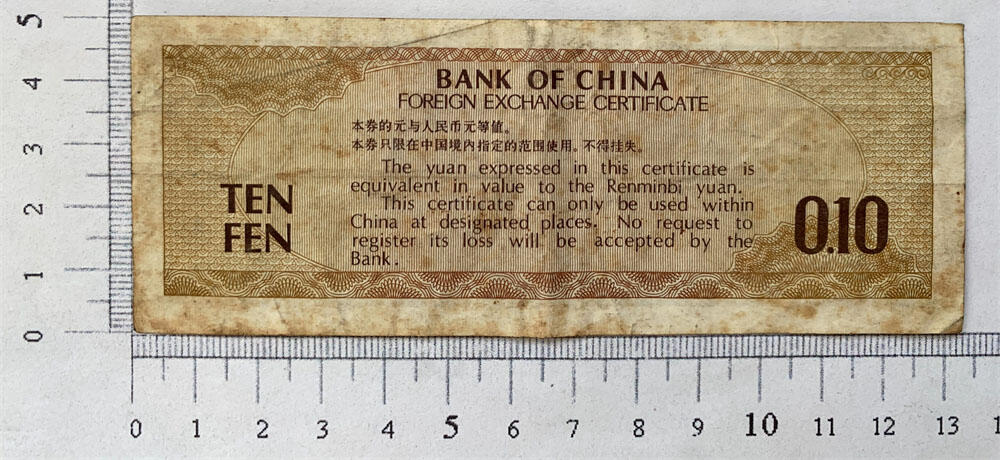 BANK OF CHINA
FOREIGN EXCHANGE CERTIFICATE
本券的元与人民币元等值。
本券只限在中国境内指定的范围使用。不得挂失。
The yuan expressed in this certificate is
equivalent in value to the Renminbi yuan.
This certificate can only be used within
China at designated places. No request to
register its loss will be accepted by the
Bank.
TEN
FEN
0.10
5
4
3
2
1
0
0 1 2 3 4 5 6 7 8 9 10 11 12 13